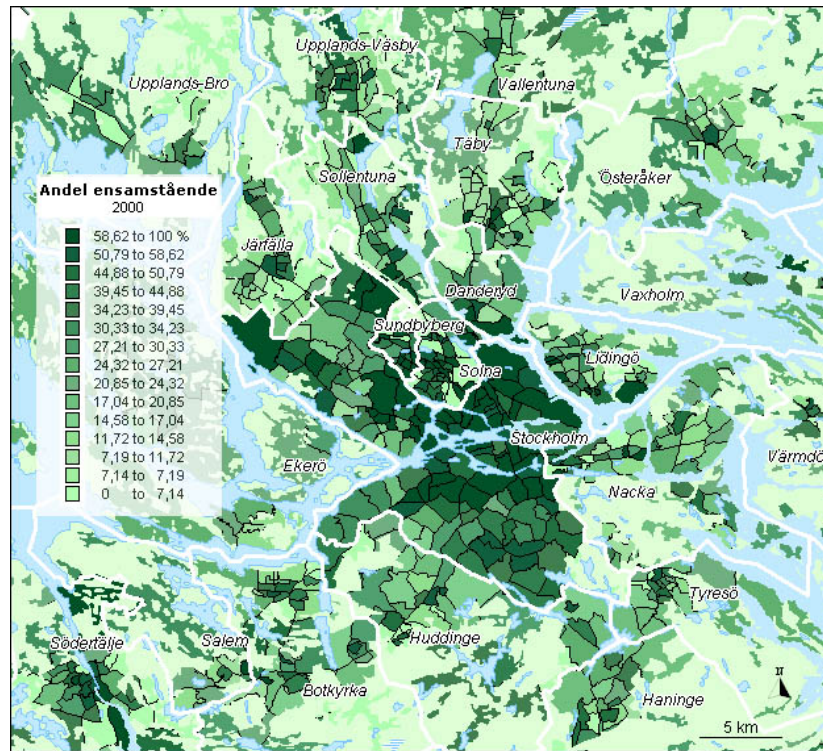 Upplands-Väsby
Upplands-Bro
Vallentuna
Täby
Sollentuna
Österåker
Andel ensamstående
2000
58,62 to 100 %
50,79 to 58,62
44,88 to 50,79
39,45 to 44,88
34,23 to 39,45
30,33 to 34,23
27,21 to 30,33
24,32 to 27,21
20,85 to 24,32
17,04 to 20,85
14,58 to 17,04
11,72 to 14,58
7,19 to 11,72
7,14 to 7,19
0 to 7,14
Järfälla
Danderyd
Vaxholm
Sundbyberg
Lidingö
Solna
Stockholm
Ekerö
Värmdö
Nacka
Tyresö
Södertälje
Salem
Huddinge
Botkyrka
Haninge
N
5 km